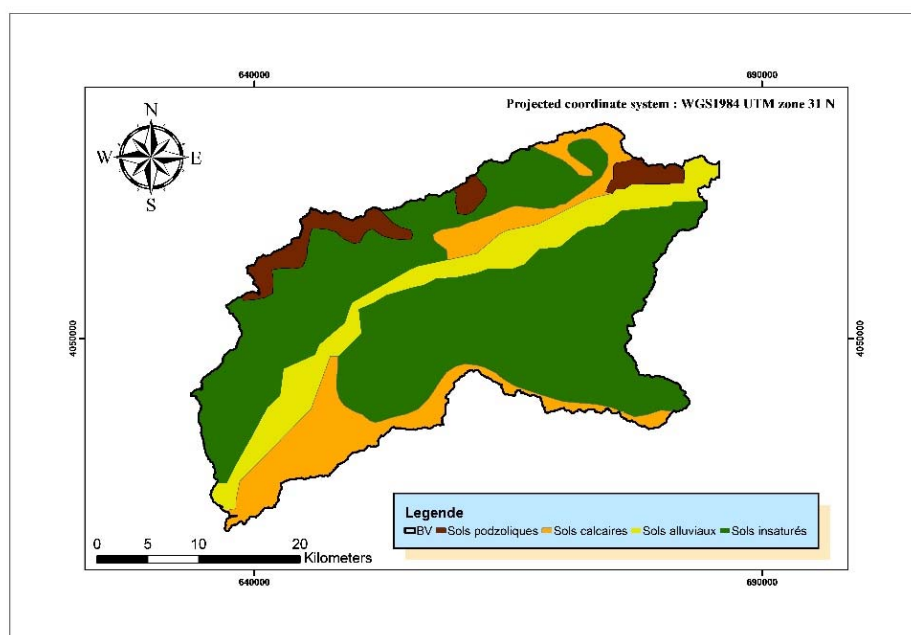 640000 690000
Projected coordinate system : WGS1984 UTM zone 31 N
N
W E
S
4050000 4050000
Legende
BV Sols podzoliques Sols calcaires Sols alluviaux Sols insaturés
0 5 10 20
Kilometers
640000 690000